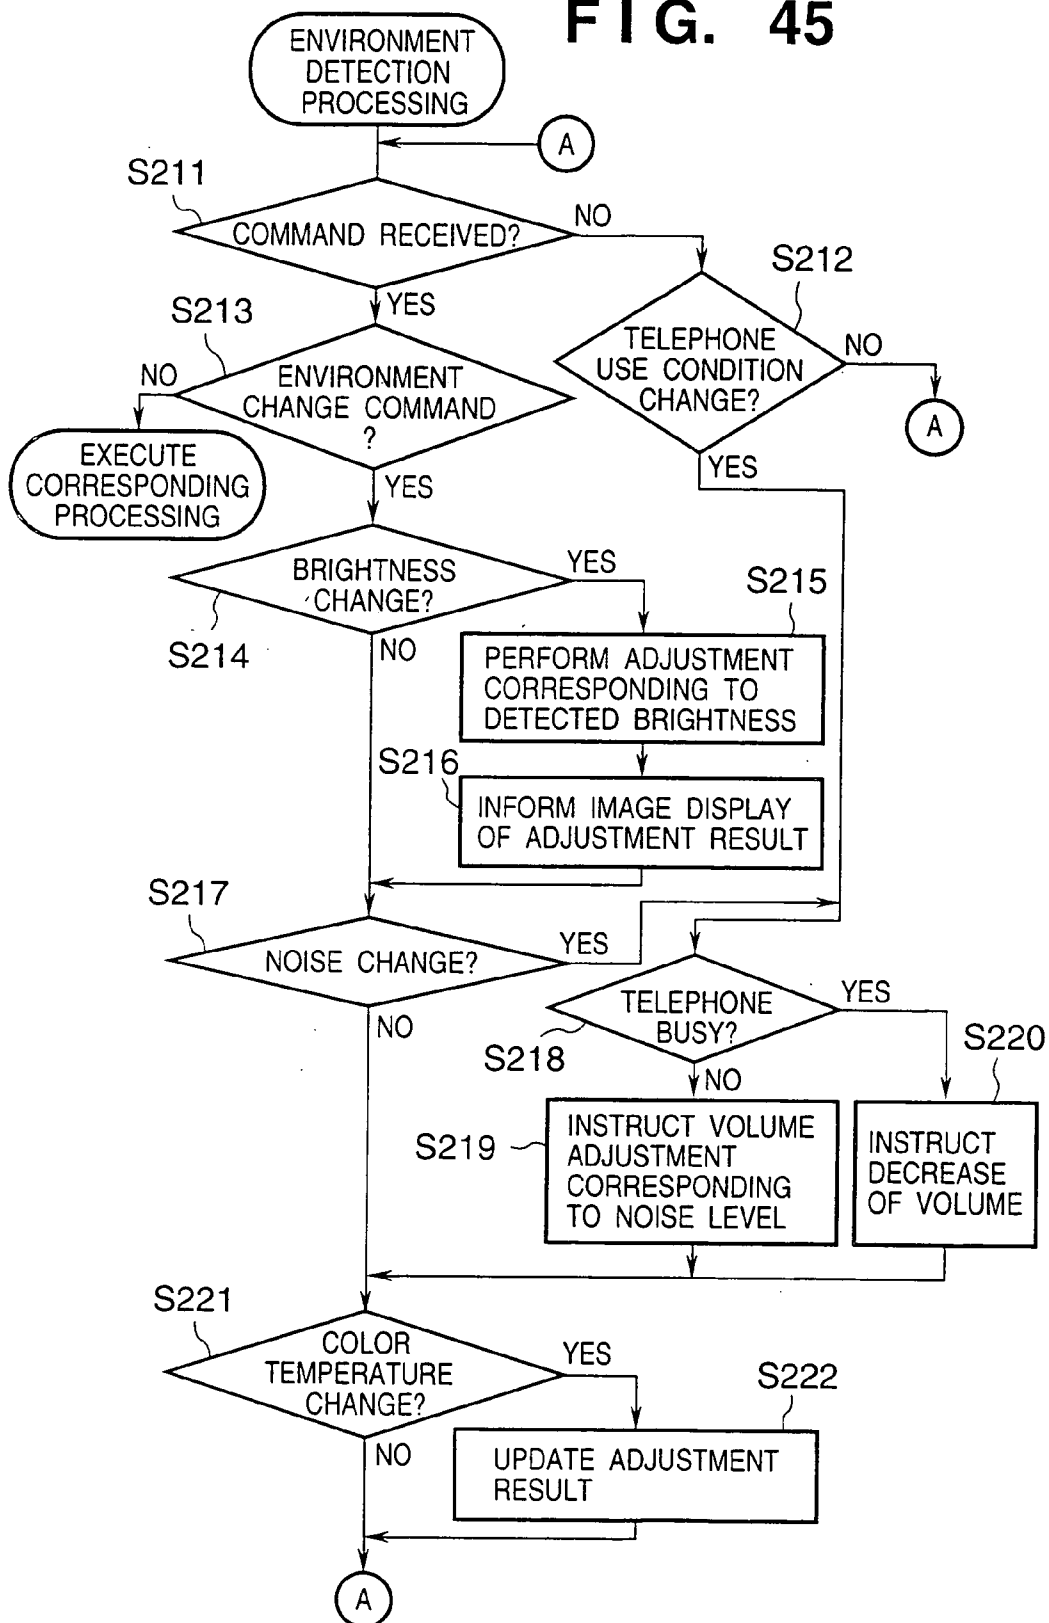 FIG. 45
ENVIRONMENT
DETECTION
PROCESSING
A
S211
COMMAND RECEIVED?
NO
YES
S212
TELEPHONE
USE CONDITION
CHANGE?
NO
A
YES
S213
ENVIRONMENT
CHANGE COMMAND
?
NO
EXECUTE
CORRESPONDING
PROCESSING
YES
BRIGHTNESS
CHANGE?
S214
YES
NO
S215
PERFORM ADJUSTMENT
CORRESPONDING TO
DETECTED BRIGHTNESS
S216
INFORM IMAGE DISPLAY
OF ADJUSTMENT RESULT
S217
NOISE CHANGE?
YES
NO
TELEPHONE
BUSY?
S218
YES
NO
S220
S219
INSTRUCT VOLUME
ADJUSTMENT
CORRESPONDING
TO NOISE LEVEL
INSTRUCT
DECREASE
OF VOLUME
S221
COLOR
TEMPERATURE
CHANGE?
YES
NO
S222
UPDATE ADJUSTMENT
RESULT
A